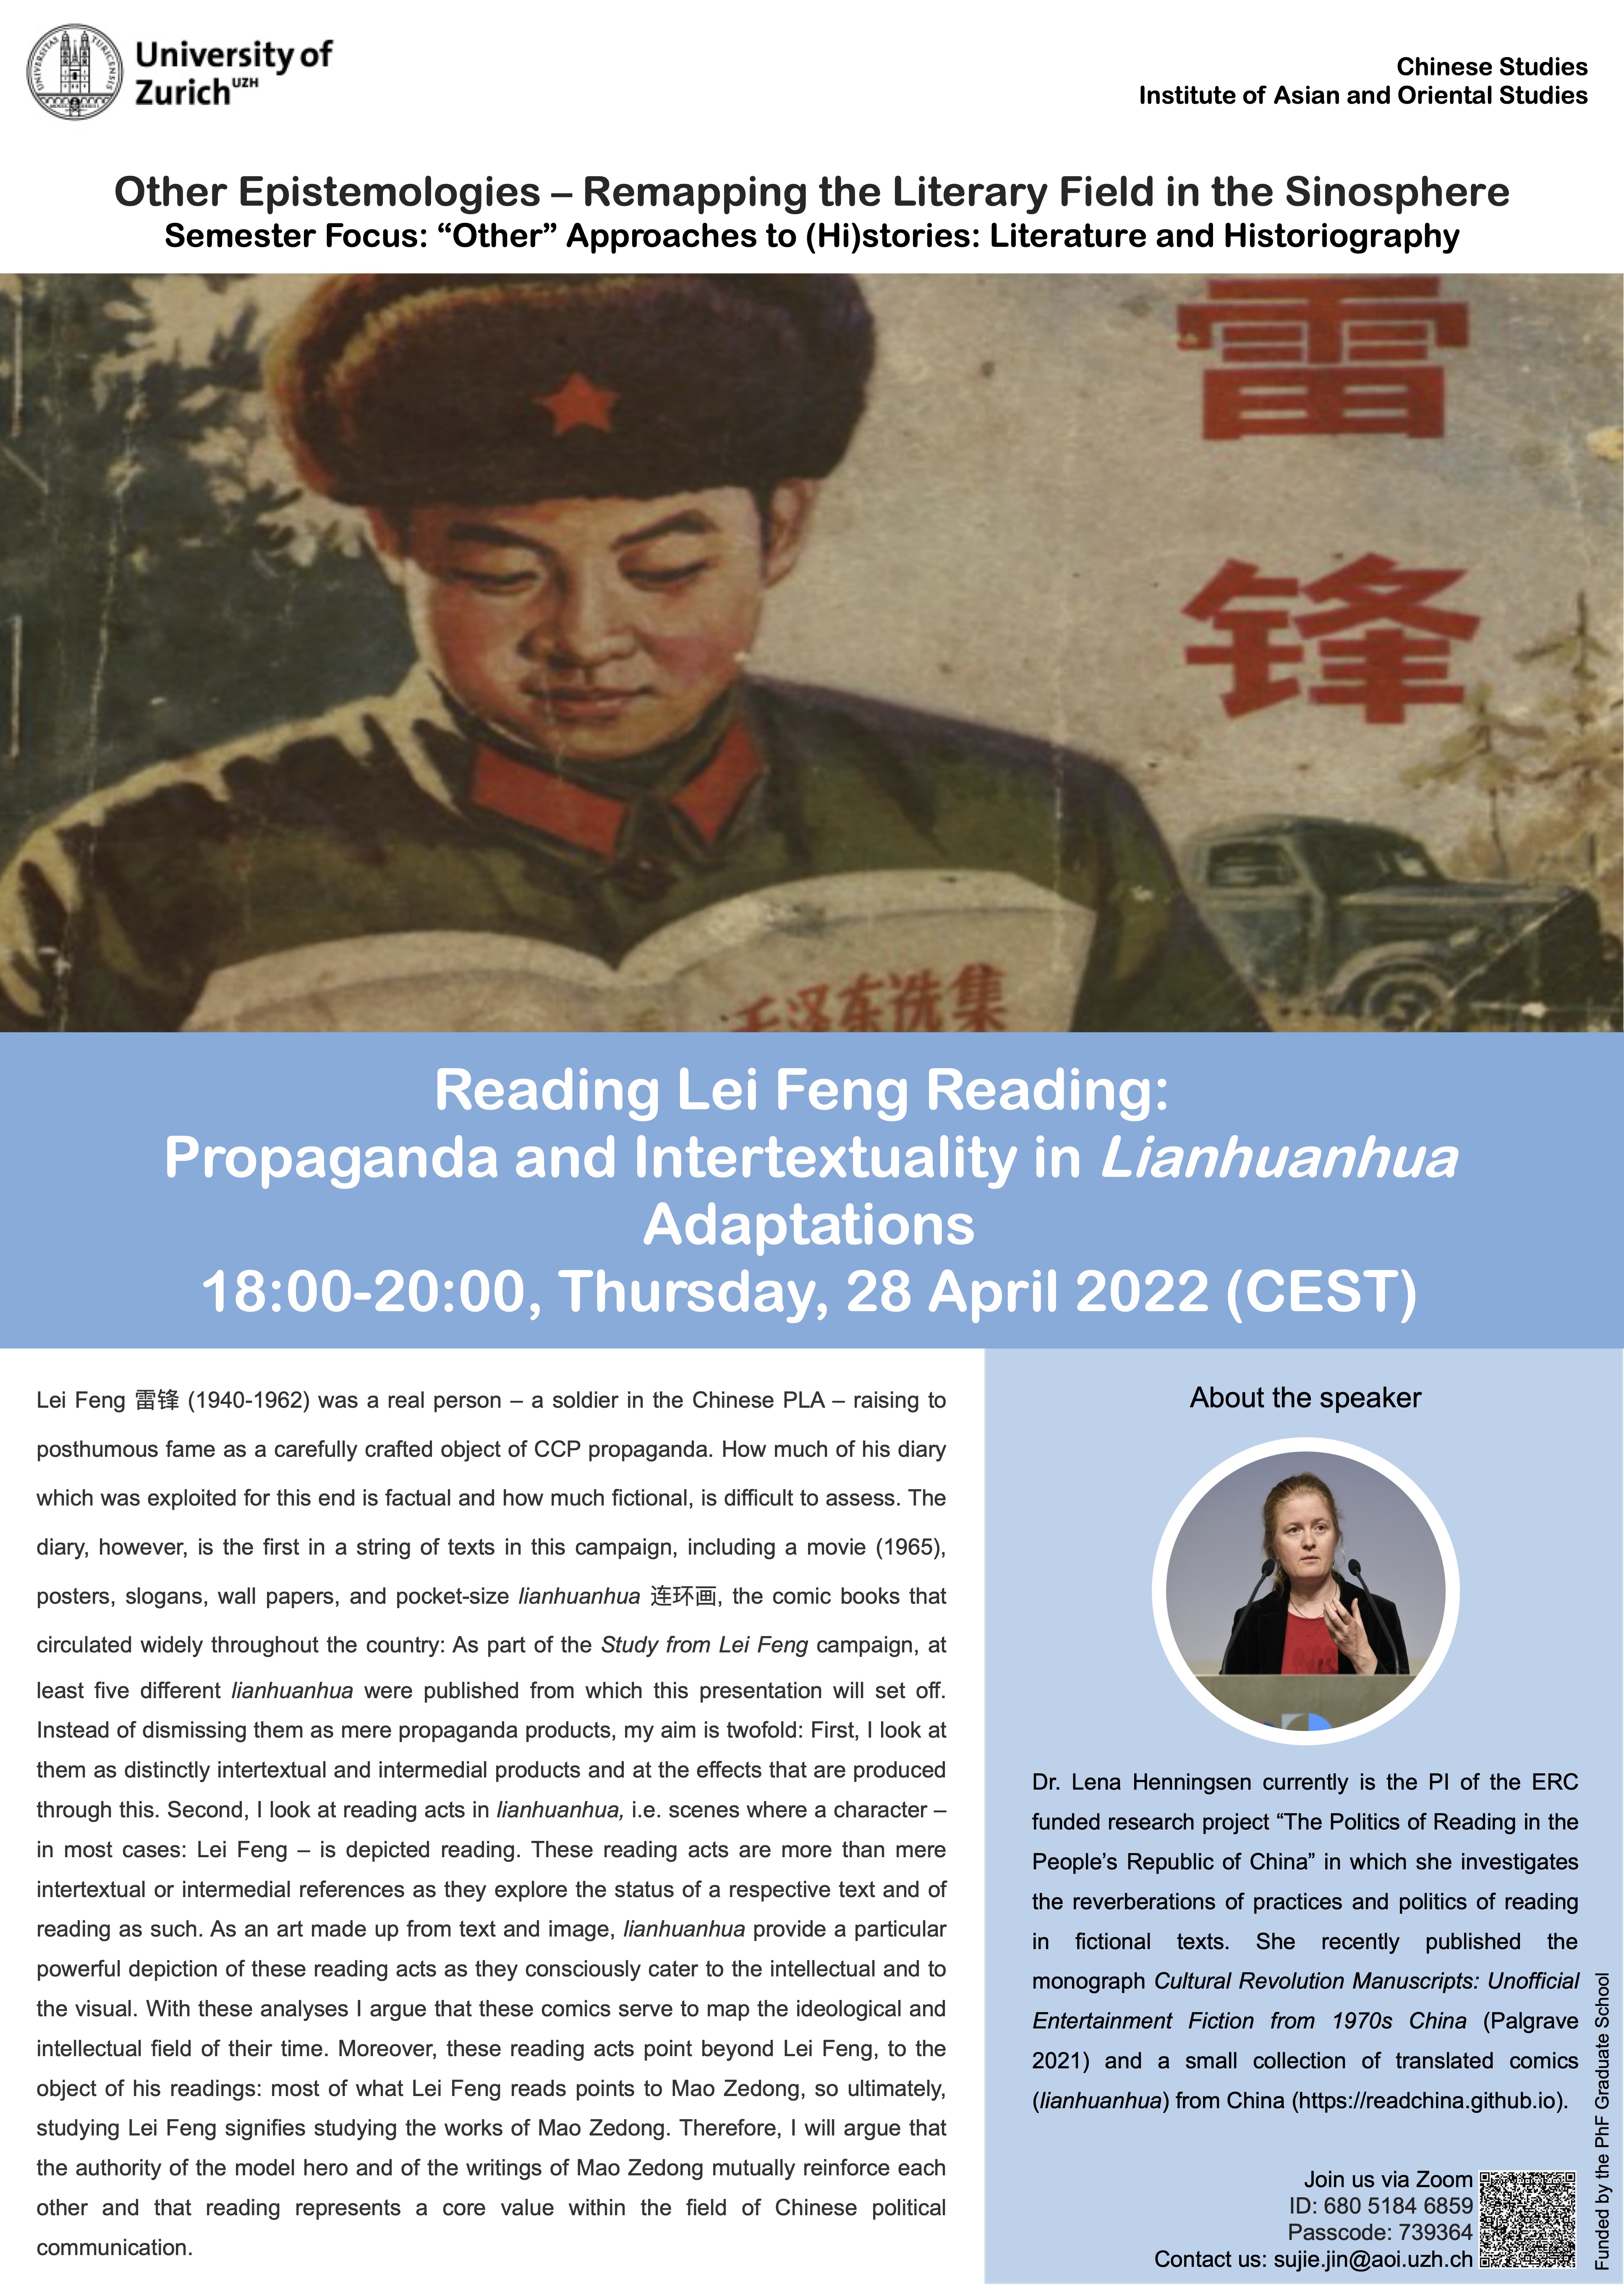 University of
Zurich UZH
Chinese Studies
Institute of Asian and Oriental Studies
Other Epistemologies – Remapping the Literary Field in the Sinosphere
Semester Focus: “Other” Approaches to (Hi)stories: Literature and Historiography
雷
锋
毛泽东选集
Reading Lei Feng Reading:
Propaganda and Intertextuality in Lianhuanhua
Adaptations
18:00-20:00, Thursday, 28 April 2022 (CEST)
Lei Feng 雷锋 (1940-1962) was a real person – a soldier in the Chinese PLA – raising to
posthumous fame as a carefully crafted object of CCP propaganda. How much of his diary
which was exploited for this end is factual and how much fictional, is difficult to assess. The
diary, however, is the first in a string of texts in this campaign, including a movie (1965),
posters, slogans, wall papers, and pocket-size lianhuanhua 连环画, the comic books that
circulated widely throughout the country: As part of the Study from Lei Feng campaign, at
least five different lianhuanhua were published from which this presentation will set off.
Instead of dismissing them as mere propaganda products, my aim is twofold: First, I look at
them as distinctly intertextual and intermedial products and at the effects that are produced
through this. Second, I look at reading acts in lianhuanhua, i.e. scenes where a character –
in most cases: Lei Feng – is depicted reading. These reading acts are more than mere
intertextual or intermedial references as they explore the status of a respective text and of
reading as such. As an art made up from text and image, lianhuanhua provide a particular
powerful depiction of these reading acts as they consciously cater to the intellectual and to
the visual. With these analyses I argue that these comics serve to map the ideological and
intellectual field of their time. Moreover, these reading acts point beyond Lei Feng, to the
object of his readings: most of what Lei Feng reads points to Mao Zedong, so ultimately,
studying Lei Feng signifies studying the works of Mao Zedong. Therefore, I will argue that
the authority of the model hero and of the writings of Mao Zedong mutually reinforce each
other and that reading represents a core value within the field of Chinese political
communication.
About the speaker
Dr. Lena Henningsen currently is the PI of the ERC
funded research project “The Politics of Reading in the
People’s Republic of China” in which she investigates
the reverberations of practices and politics of reading
in fictional texts. She recently published the
monograph Cultural Revolution Manuscripts: Unofficial
Entertainment Fiction from 1970s China (Palgrave
2021) and a small collection of translated comics
(lianhuanhua) from China (https://readchina.github.io).
Join us via Zoom
ID: 680 5184 6859
Passcode: 739364
Contact us: sujie.jin@aoi.uzh.ch
Funded by the PhF Graduate School